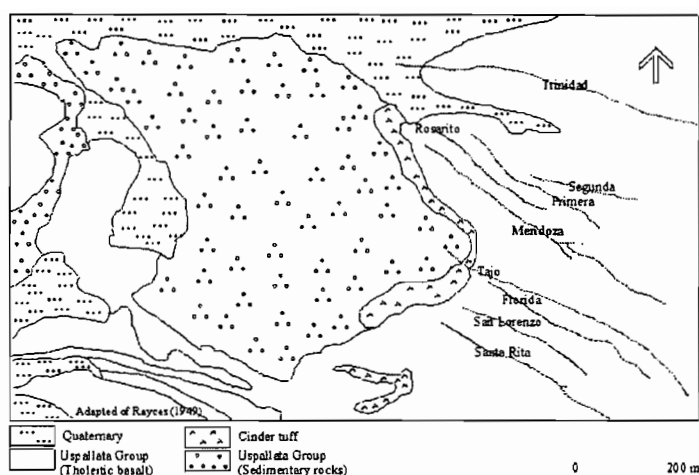 Trinidad
Rosarito
Segunda
Primera
Mendoza
Tajo
Florida
San Lorenzo
Santa Rita
Adapted of Rayces (1949)
Quaternary
Cinder tuff
Uspallata Group
(Tholeitic basalt)
Uspallata Group
(Sedimentary rocks)
0 200 m